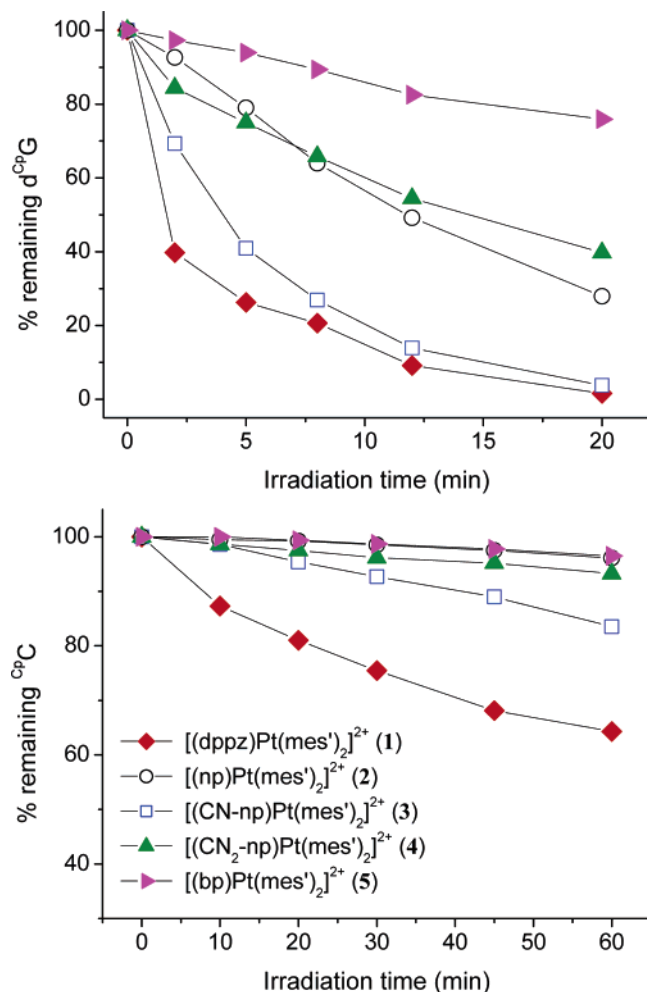 100
80
60
40
20
0
% remaining d^CpG
0 5 10 15 20
Irradiation time (min)
100
80
60
40
% remaining ^CpC
[(dppz)Pt(mes')₂]²⁺ (1)
[(np)Pt(mes')₂]²⁺ (2)
[(CN-np)Pt(mes')₂]²⁺ (3)
[(CN₂-np)Pt(mes')₂]²⁺ (4)
[(bp)Pt(mes')₂]²⁺ (5)
0 10 20 30 40 50 60
Irradiation time (min)